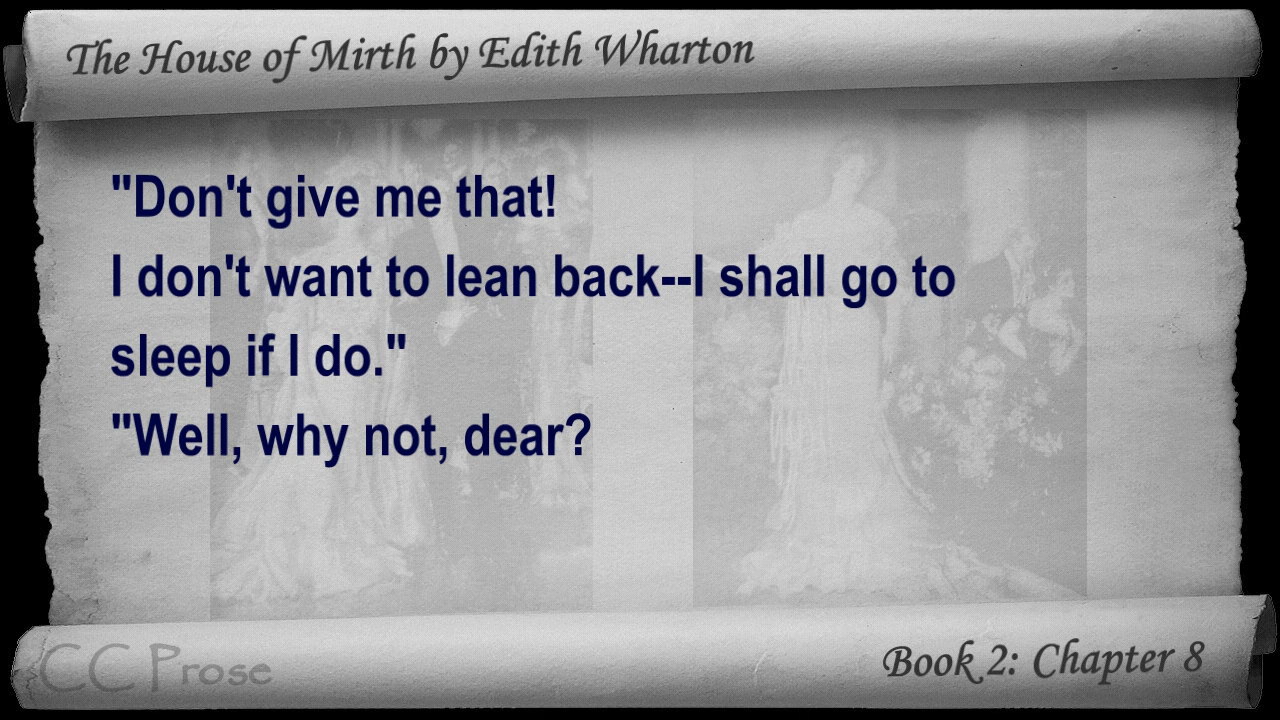 The House of Mirth by Edith Wharton
"Don't give me that!
I don't want to lean back--I shall go to
sleep if I do."
"Well, why not, dear?
CC Prose
Book 2: Chapter 8